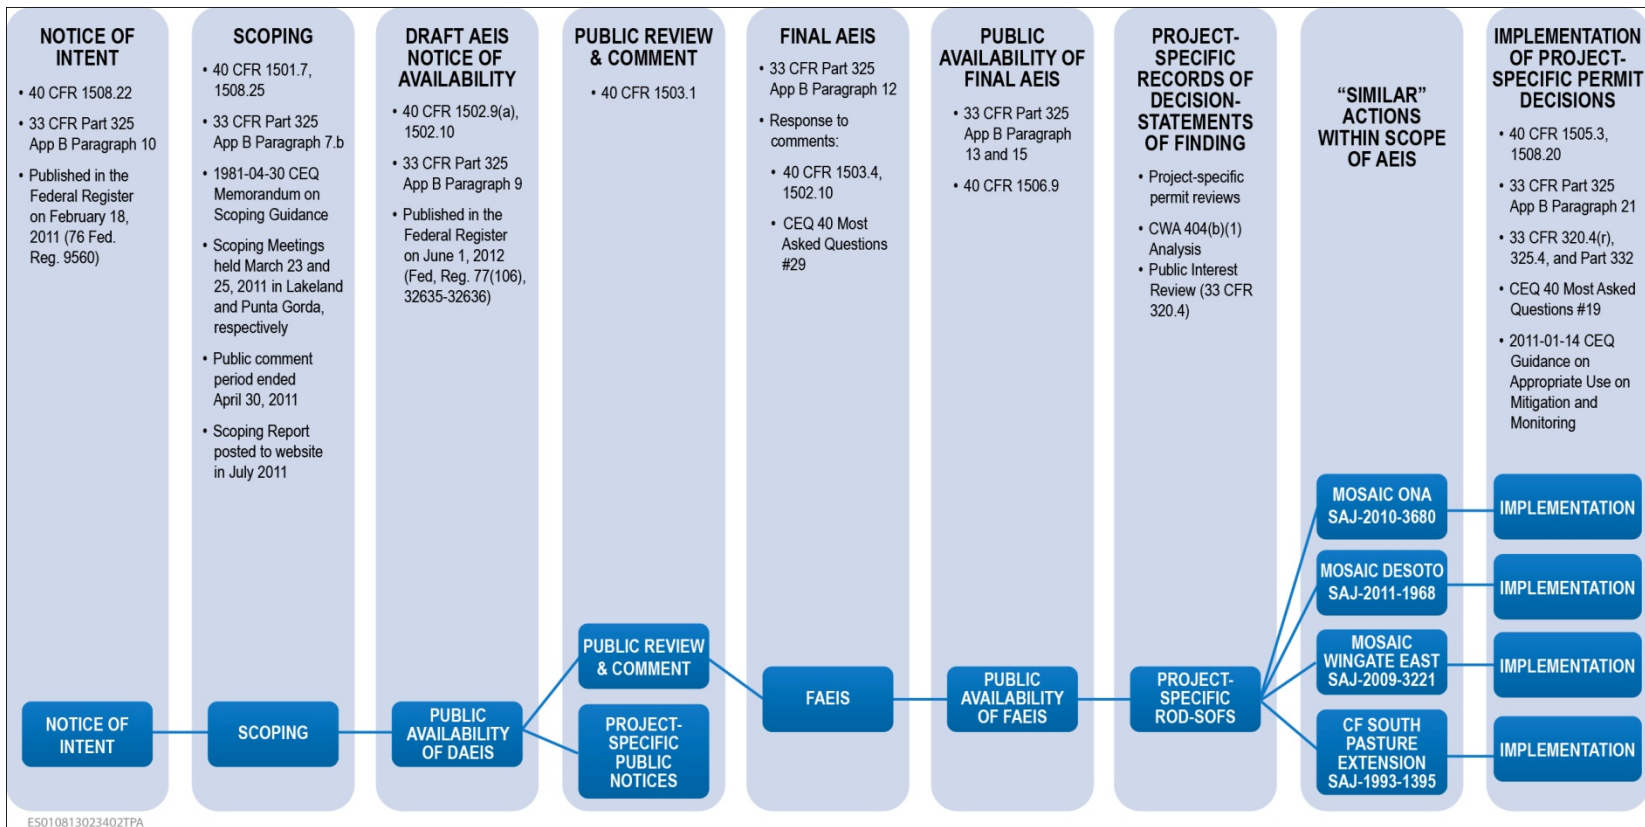 NOTICE OF
INTENT
• 40 CFR 1508.22
• 33 CFR Part 325
App B Paragraph 10
• Published in the
Federal Register
on February 18,
2011 (76 Fed.
Reg. 9560)
SCOPING
• 40 CFR 1501.7,
1508.25
• 33 CFR Part 325
App B Paragraph 7.b
• 1981-04-30 CEQ
Memorandum on
Scoping Guidance
• Scoping Meetings
held March 23 and
25, 2011 in Lakeland
and Punta Gorda,
respectively
• Public comment
period ended
April 30, 2011
• Scoping Report
posted to website
in July 2011
DRAFT AEIS
NOTICE OF
AVAILABILITY
• 40 CFR 1502.9(a),
1502.10
• 33 CFR Part 325
App B Paragraph 9
• Published in the
Federal Register
on June 1, 2012
(Fed, Reg. 77(106),
32635-32636)
PUBLIC REVIEW
& COMMENT
• 40 CFR 1503.1
FINAL AEIS
• 33 CFR Part 325
App B Paragraph 12
• Response to
comments:
• 40 CFR 1503.4,
1502.10
• CEQ 40 Most
Asked Questions
#29
PUBLIC
AVAILABILITY OF
FINAL AEIS
• 33 CFR Part 325
App B Paragraph
13 and 15
• 40 CFR 1506.9
PROJECT-
SPECIFIC
RECORDS OF
DECISION-
STATEMENTS
OF FINDING
• Project-specific
permit reviews
• CWA 404(b)(1)
Analysis
• Public Interest
Review (33 CFR
320.4)
“SIMILAR”
ACTIONS
WITHIN SCOPE
OF AEIS
IMPLEMENTATION
OF PROJECT-
SPECIFIC PERMIT
DECISIONS
• 40 CFR 1505.3,
1508.20
• 33 CFR Part 325
App B Paragraph 21
• 33 CFR 320.4(r),
325.4, and Part 332
• CEQ 40 Most Asked
Questions #19
• 2011-01-14 CEQ
Guidance on
Appropriate Use on
Mitigation and
Monitoring
NOTICE OF
INTENT
SCOPING
PUBLIC
AVAILABILITY
OF DAEIS
PUBLIC REVIEW
& COMMENT
PROJECT-
SPECIFIC
PUBLIC
NOTICES
FAEIS
PUBLIC
AVAILABILITY
OF FAEIS
PROJECT-
SPECIFIC
ROD-SOFS
MOSAIC ONA
SAJ-2010-3680
IMPLEMENTATION
MOSAIC DESOTO
SAJ-2011-1968
IMPLEMENTATION
MOSAIC
WINGATE EAST
SAJ-2009-3221
IMPLEMENTATION
CF SOUTH
PASTURE
EXTENSION
SAJ-1993-1395
IMPLEMENTATION
ES010813023402TPA